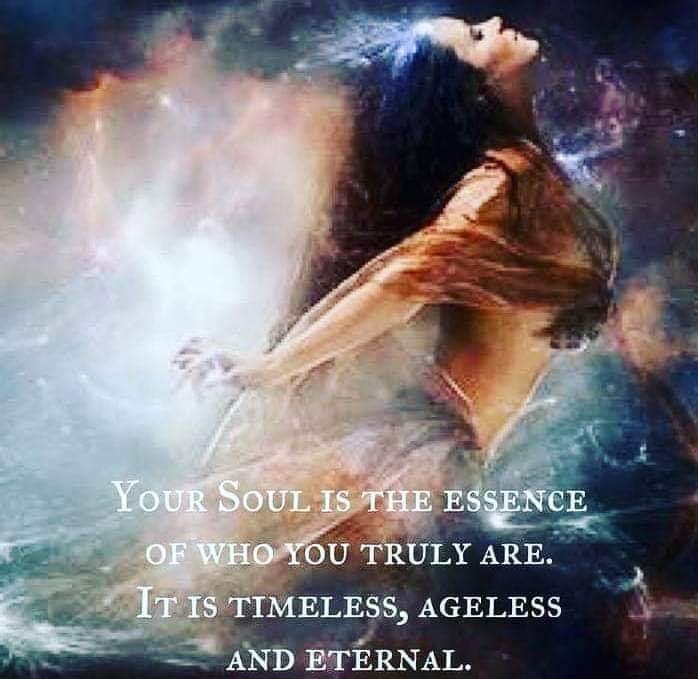 Your Soul is the essence
of who you truly are.
It is timeless, ageless
and eternal.